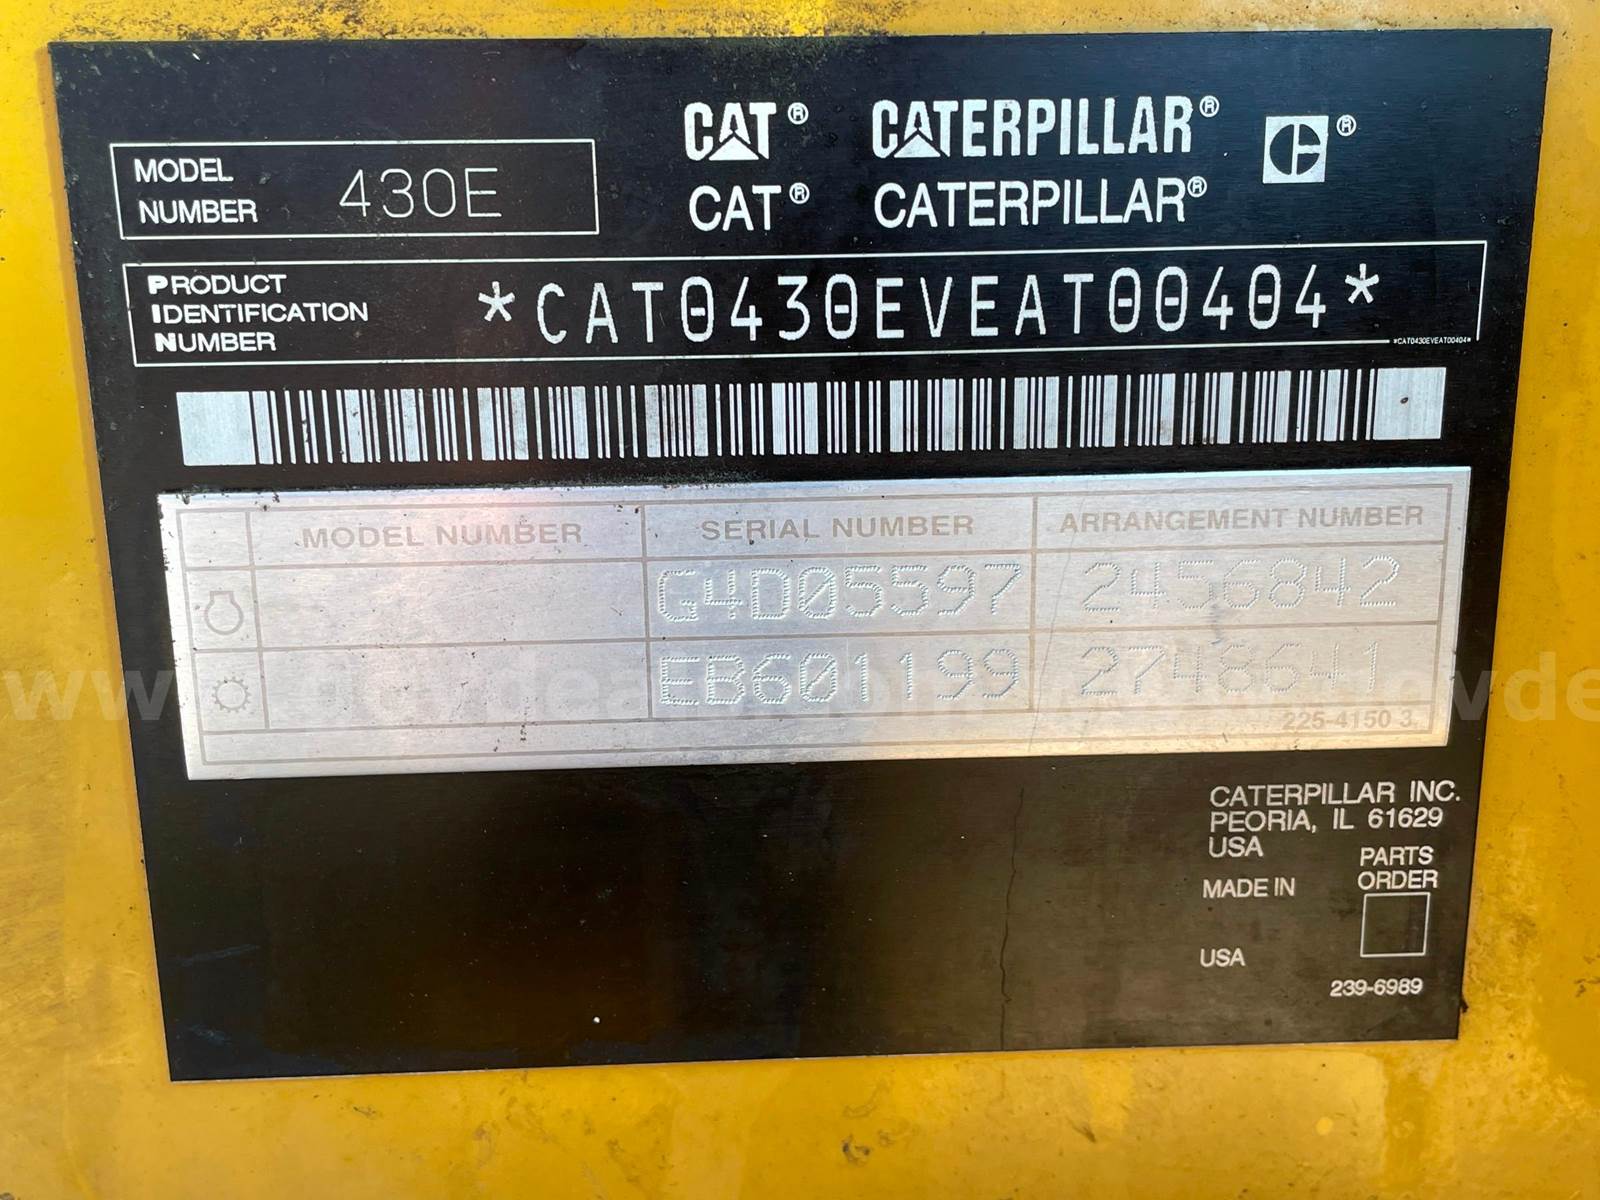 MODEL NUMBER 430E
CAT® CATERPILLAR® ®
CAT® CATERPILLAR®
PRODUCT IDENTIFICATION NUMBER
*CAT0430EVEAT00404*
*CAT0430EVEAT00404*
MODEL NUMBER SERIAL NUMBER ARRANGEMENT NUMBER
G4D05597 2456842
EB601199 2748641
225-4150 3
CATERPILLAR INC.
PEORIA, IL 61629
USA
MADE IN
USA
PARTS
ORDER
239-6989